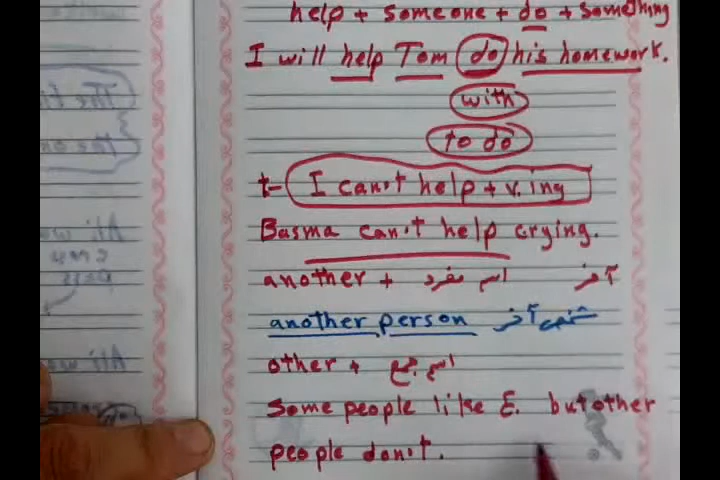 help + someone + do + something
I will help Tom do his homework.
with
to do
t- I can't help + v. ing
Basma can't help crying.
another + اسم مفرد آخر
another person شخص آخر
other + اسم جمع
Some people like E. but other
people don't.